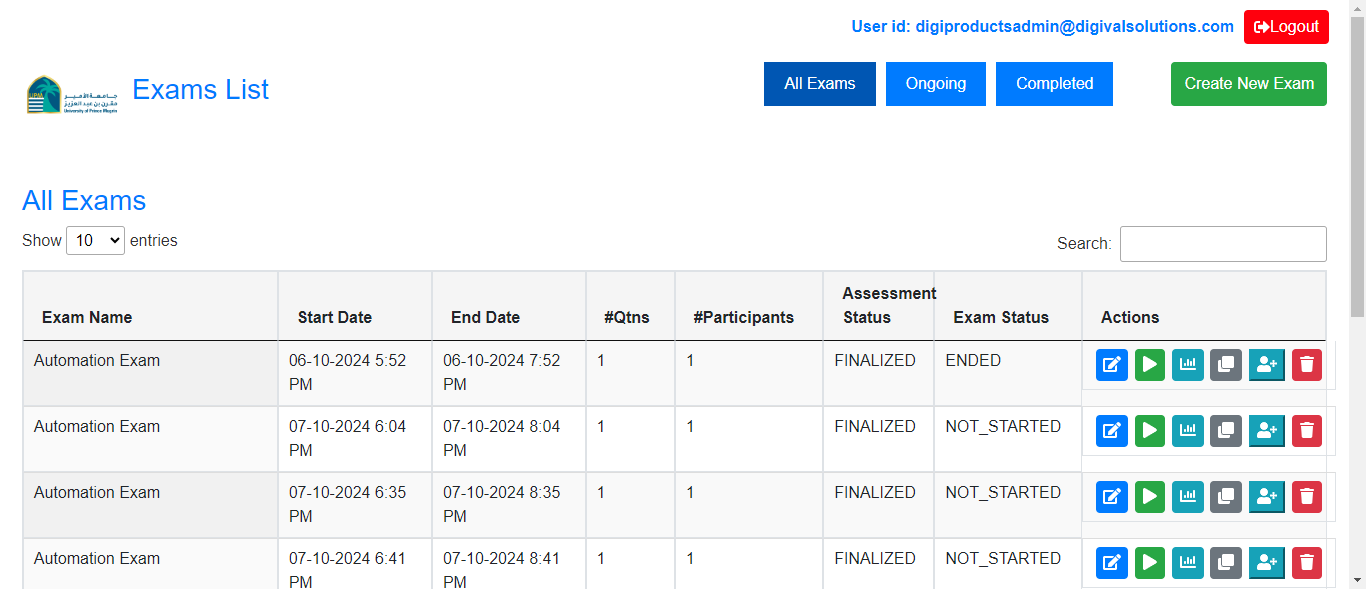 User id: digiproductsadmin@digivalsolutions.com Logout
UPM
جامعة الأمير
مقرن بن عبد العزيز
University of Prince Mugrin
Exams List
All Exams Ongoing Completed Create New Exam
All Exams
Show 10 entries
Search:
Exam Name Start Date End Date #Qtns #Participants Assessment Status Exam Status Actions
Automation Exam 06-10-2024 5:52 PM 06-10-2024 7:52 PM 1 1 FINALIZED ENDED
Automation Exam 07-10-2024 6:04 PM 07-10-2024 8:04 PM 1 1 FINALIZED NOT_STARTED
Automation Exam 07-10-2024 6:35 PM 07-10-2024 8:35 PM 1 1 FINALIZED NOT_STARTED
Automation Exam 07-10-2024 6:41 PM 07-10-2024 8:41 PM 1 1 FINALIZED NOT_STARTED